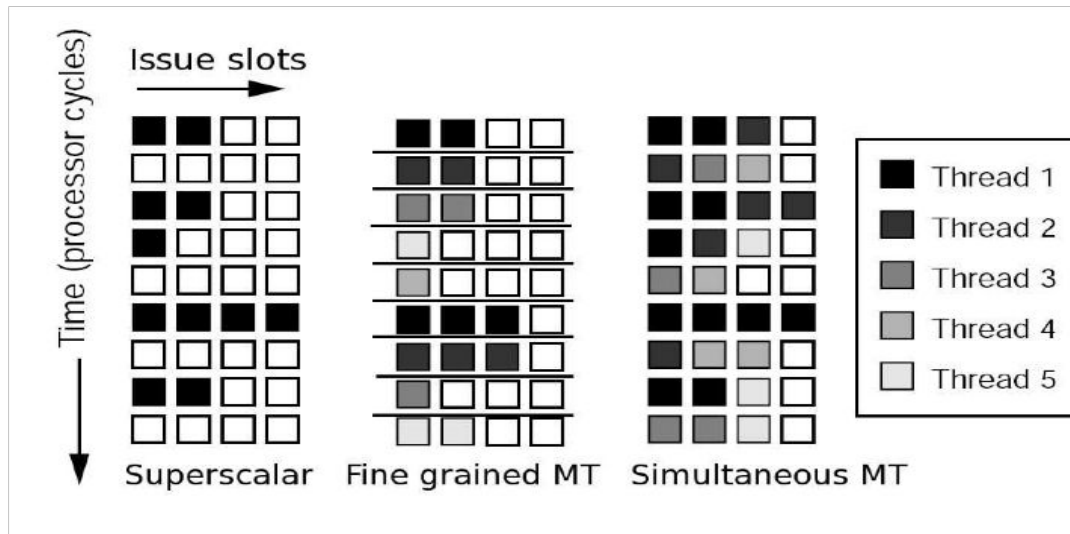 Time (processor cycles)
Issue slots
Superscalar
Fine grained MT
Simultaneous MT
Thread 1
Thread 2
Thread 3
Thread 4
Thread 5